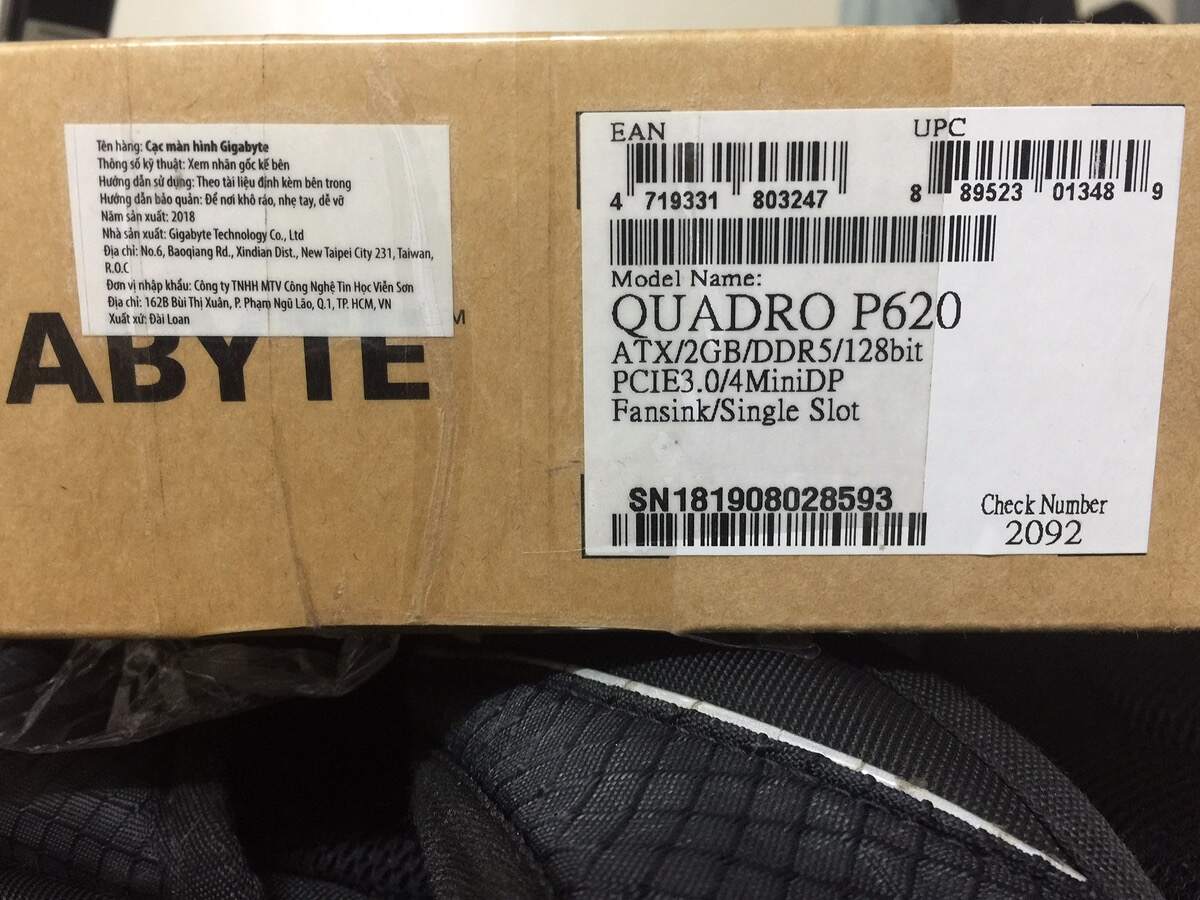 Tên hàng: Cạc màn hình Gigabyte
Thông số kỹ thuật: Xem nhãn gốc kế bên
Hướng dẫn sử dụng: Theo tài liệu định kèm bên trong
Hướng dẫn bảo quản: Để nơi khô ráo, nhẹ tay, dễ vỡ
Năm sản xuất: 2018
Nhà sản xuất: Gigabyte Technology Co., Ltd
Địa chỉ: No.6, Baoqiang Rd., Xindian Dist., New Taipei City 231, Taiwan,
R.O.C
Đơn vị nhập khẩu: Công ty TNHH MTV Công Nghệ Tin Học Viễn Sơn
Địa chỉ: 162B Bùi Thị Xuân, P. Phạm Ngũ Lão, Q.1, TP. HCM, VN
Xuất xứ: Đài Loan
ABYTE
EAN
4 719331 803247
UPC
8 89523 01348 9
Model Name:
QUADRO P620
ATX/2GB/DDR5/128bit
PCIE3.0/4MiniDP
Fansink/Single Slot
SN181908028593
Check Number
2092